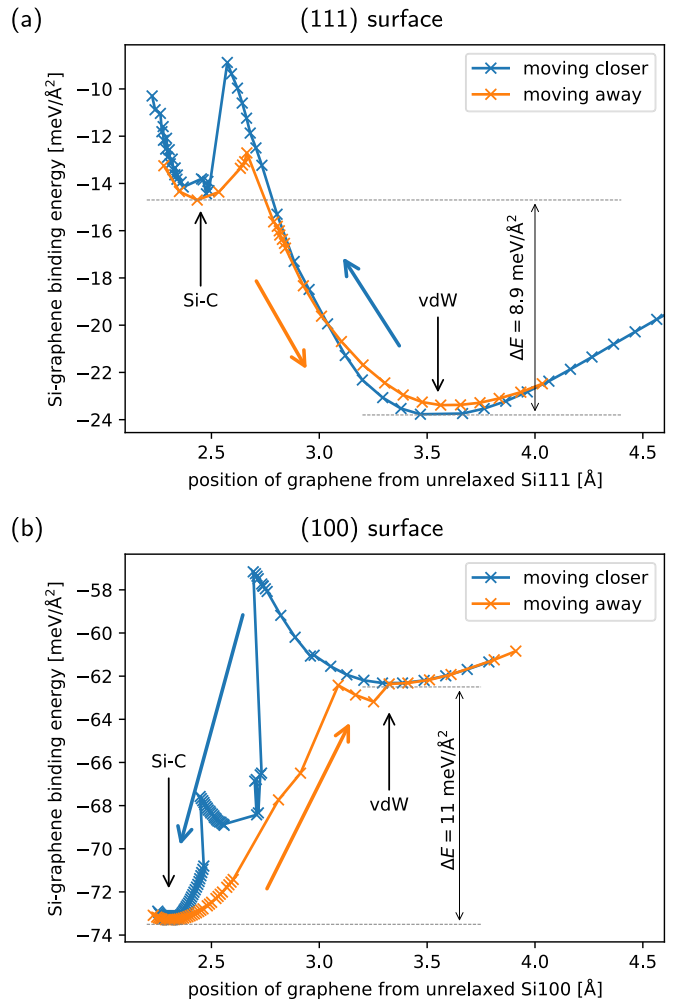 (a)
(111) surface
Si-graphene binding energy [meV/Å²]
−10
−12
−14
−16
−18
−20
−22
−24
moving closer
moving away
Si-C
vdW
ΔE = 8.9 meV/Å²
2.5
3.0
3.5
4.0
4.5
position of graphene from unrelaxed Si111 [Å]
(b)
(100) surface
Si-graphene binding energy [meV/Å²]
−58
−60
−62
−64
−66
−68
−70
−72
−74
moving closer
moving away
Si-C
vdW
ΔE = 11 meV/Å²
2.5
3.0
3.5
4.0
4.5
position of graphene from unrelaxed Si100 [Å]